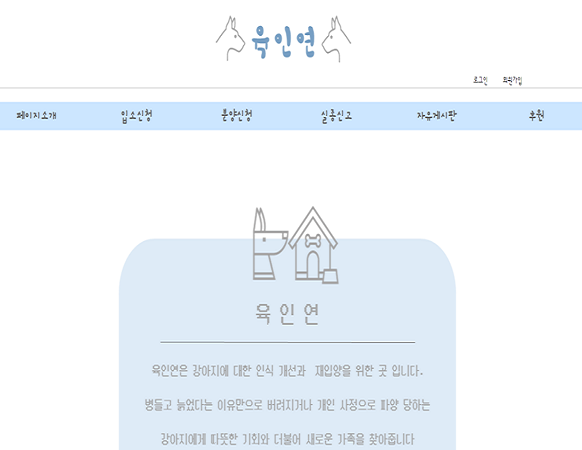 육인연
로그인 회원가입
페이지소개 입소신청 분양신청 실종신고 자유게시판 후원
육인연
육인연은 강아지에 대한 인식 개선과 재입양을 위한 곳 입니다.
병들고 늙었다는 이유만으로 버려지거나 개인 사정으로 파양 당하는
강아지에게 따뜻한 기회와 더불어 새로운 가족을 찾아줍니다